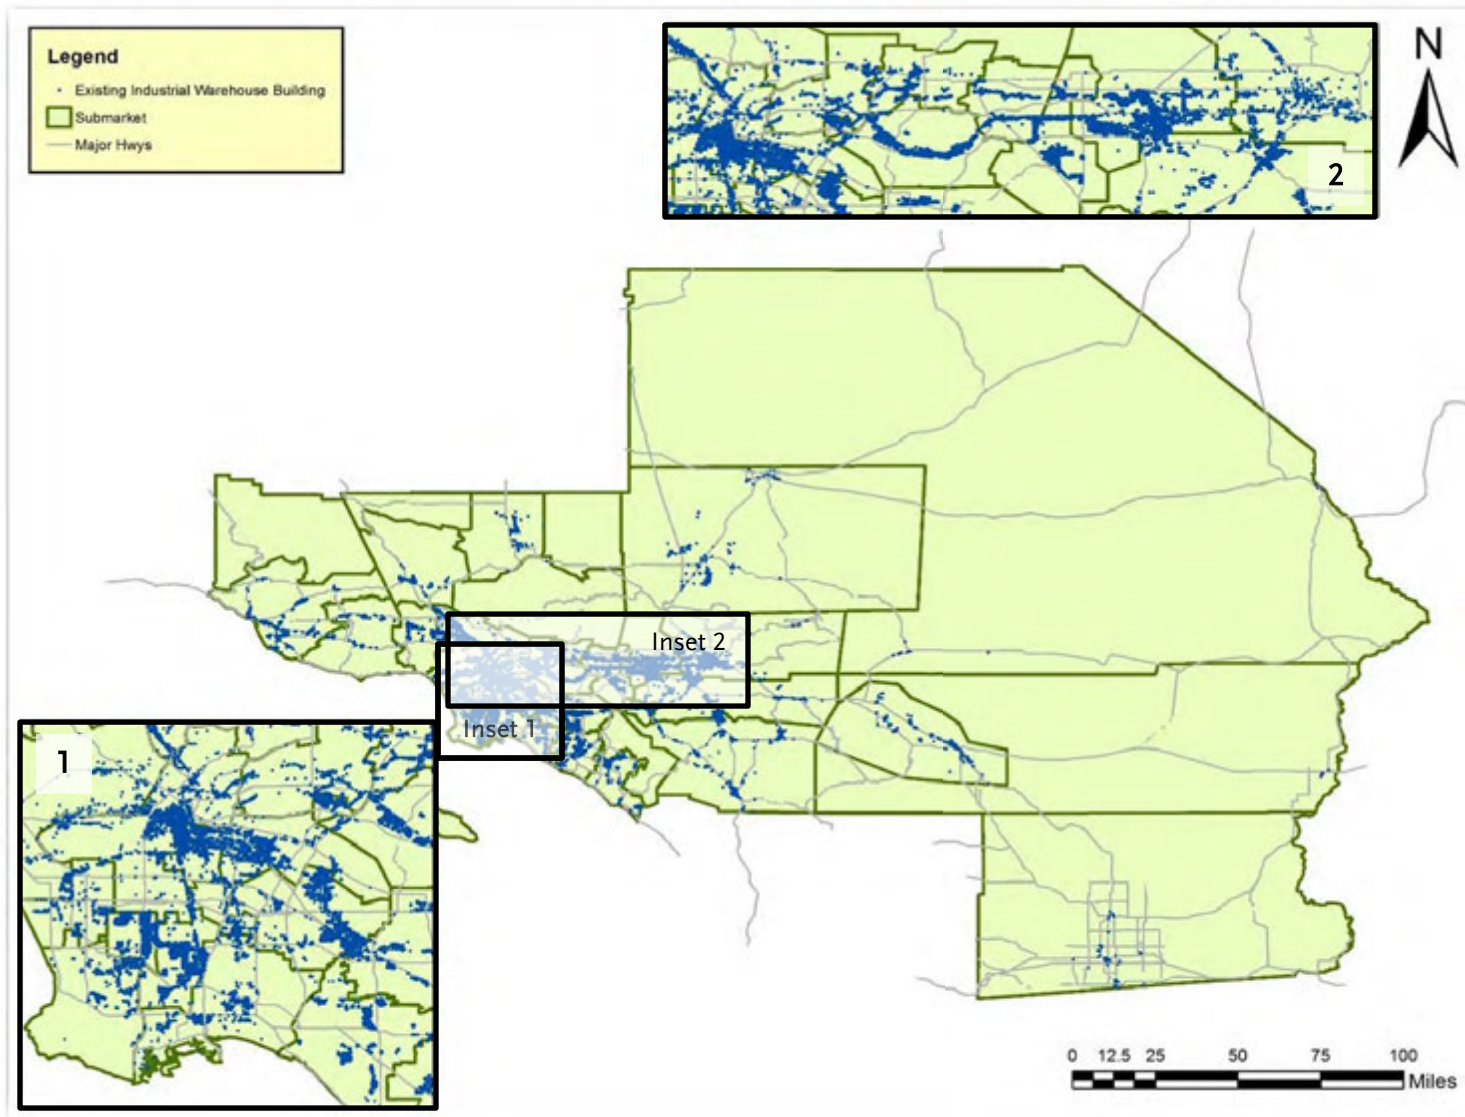 Legend
Existing Industrial Warehouse Building
Submarket
Major Hwys
2
N
Inset 2
Inset 1
1
0 12.5 25 50 75 100
Miles